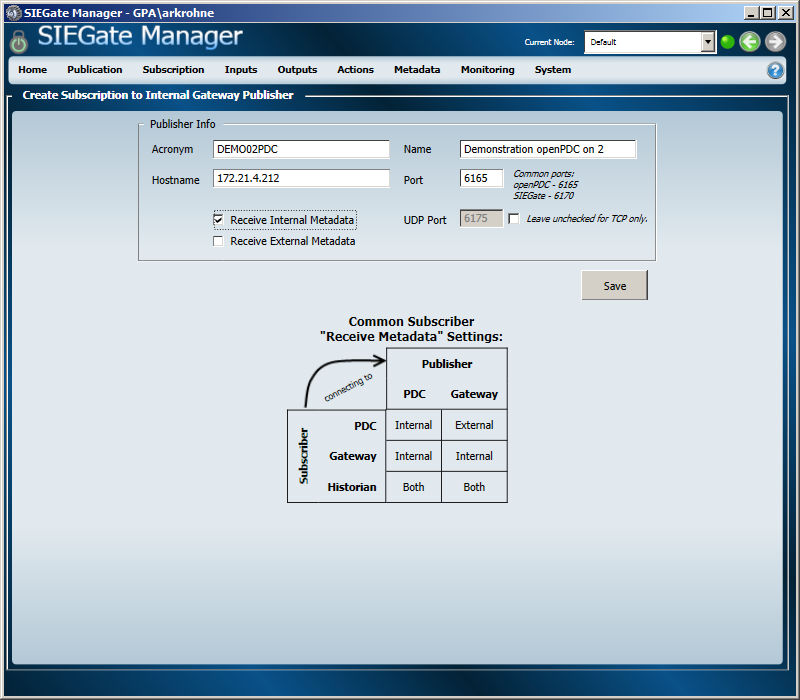 SIEGate Manager - GPA\arkrohne
SIEGate Manager
Current Node: Default
Home Publication Subscription Inputs Outputs Actions Metadata Monitoring System
?
Create Subscription to Internal Gateway Publisher
Publisher Info
Acronym DEMO02PDC Name Demonstration openPDC on 2
Hostname 172.21.4.212 Port 6165 Common ports:
openPDC - 6165
SIEGate - 6170
Receive Internal Metadata UDP Port 6175 Leave unchecked for TCP only.
Receive External Metadata
Save
Common Subscriber
"Receive Metadata" Settings:
Publisher
connecting to
PDC Gateway
Subscriber
PDC Internal External
Gateway Internal Internal
Historian Both Both